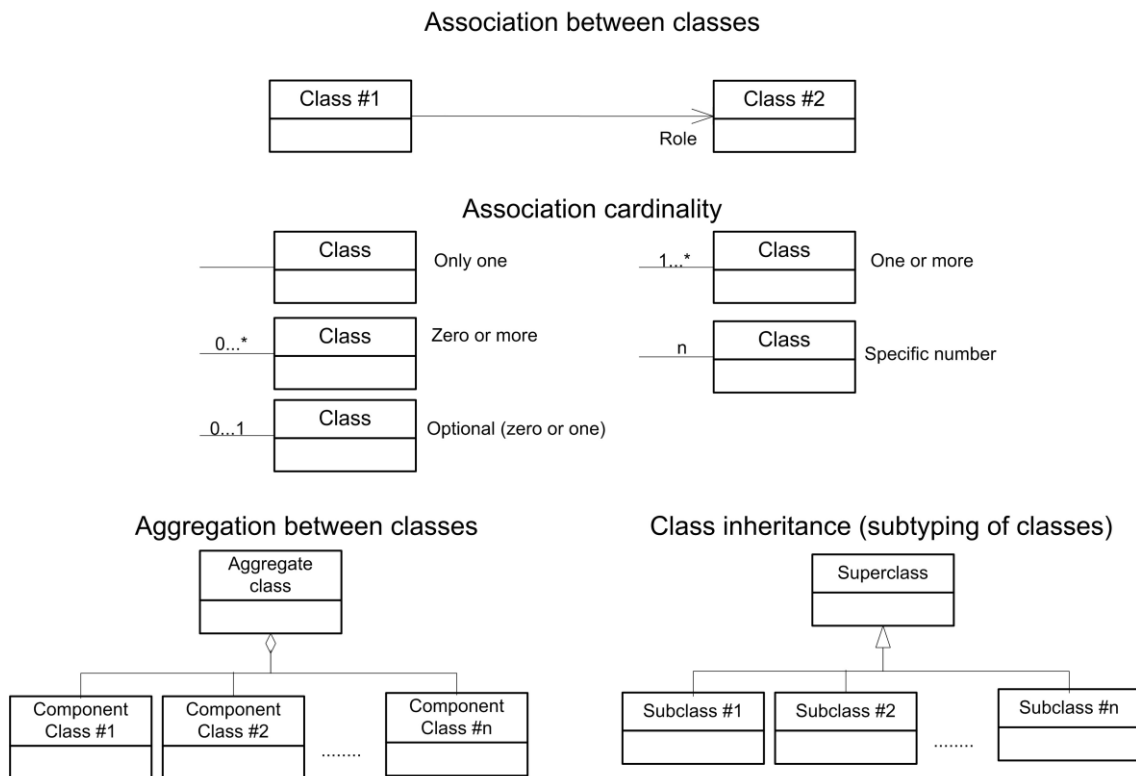 Association between classes
Class #1
Class #2
Role
Association cardinality
Class
Only one
1...*
Class
One or more
0...*
Class
Zero or more
n
Class
Specific number
0...1
Class
Optional (zero or one)
Aggregation between classes
Class inheritance (subtyping of classes)
Aggregate
class
Superclass
Component
Class #1
Component
Class #2
........
Component
Class #n
Subclass #1
Subclass #2
........
Subclass #n